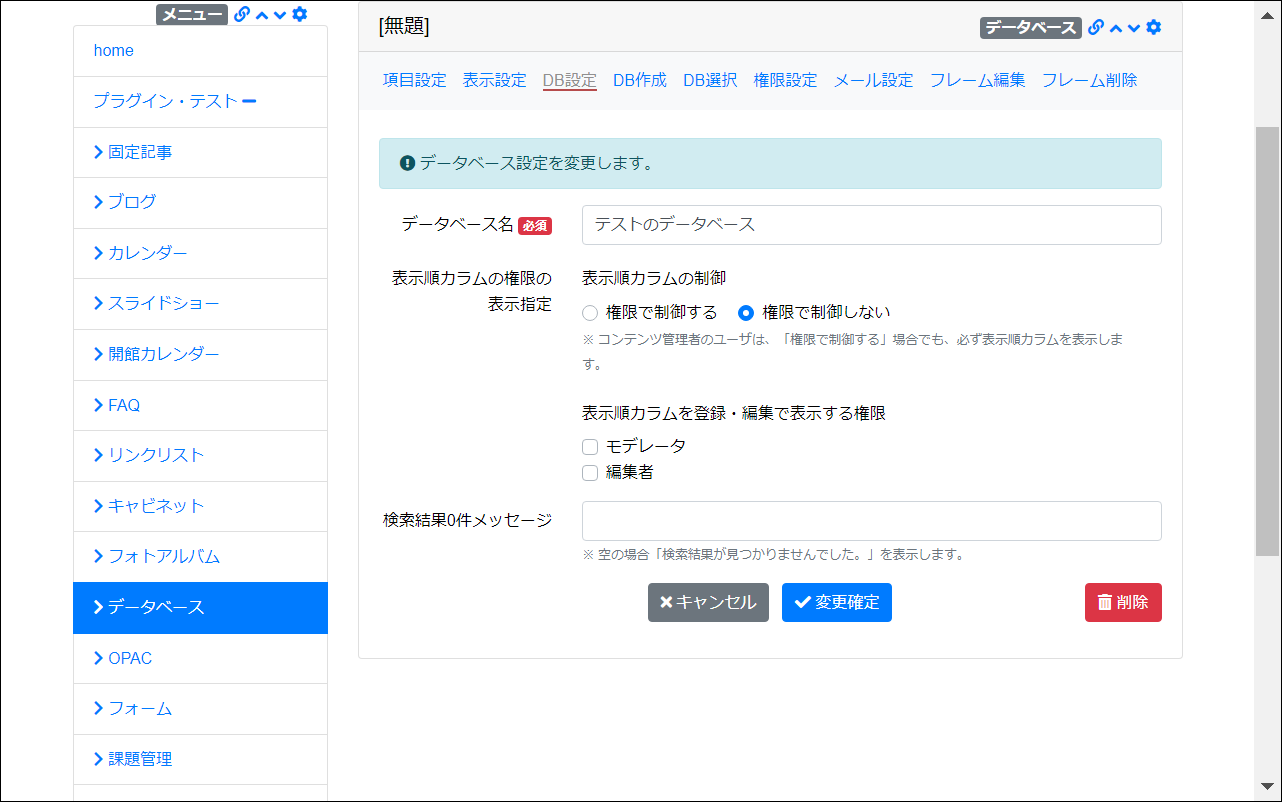 メニュー
home
プラグイン・テスト
固定記事
ブログ
カレンダー
スライドショー
開館カレンダー
FAQ
リンクリスト
キャビネット
フォトアルバム
データベース
OPAC
フォーム
課題管理
[無題]
データベース
項目設定 表示設定 DB設定 DB作成 DB選択 権限設定 メール設定 フレーム編集 フレーム削除
データベース設定を変更します。
データベース名 必須 テストのデータベース
表示順カラムの権限の
表示指定
表示順カラムの制御
権限で制御する 権限で制御しない
※ コンテンツ管理者のユーザは、「権限で制御する」場合でも、必ず表示順カラムを表示しま
す。
表示順カラムを登録・編集で表示する権限
モデレータ
編集者
検索結果0件メッセージ
※ 空の場合「検索結果が見つかりませんでした。」を表示します。
キャンセル 変更確定 削除